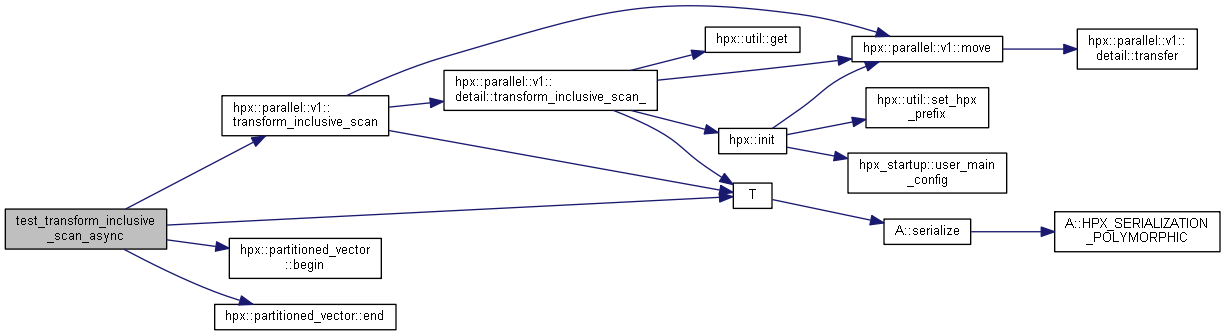 test_transform_inclusive
_scan_async
hpx::parallel::v1::
transform_inclusive_scan
hpx::partitioned_vector
::begin
hpx::partitioned_vector::end
hpx::parallel::v1::
detail::transform_inclusive_scan_
hpx::util::get
hpx::init
T
hpx::parallel::v1::move
hpx::util::set_hpx
_prefix
hpx_startup::user_main
_config
A::serialize
hpx::parallel::v1::
detail::transfer
A::HPX_SERIALIZATION
_POLYMORPHIC